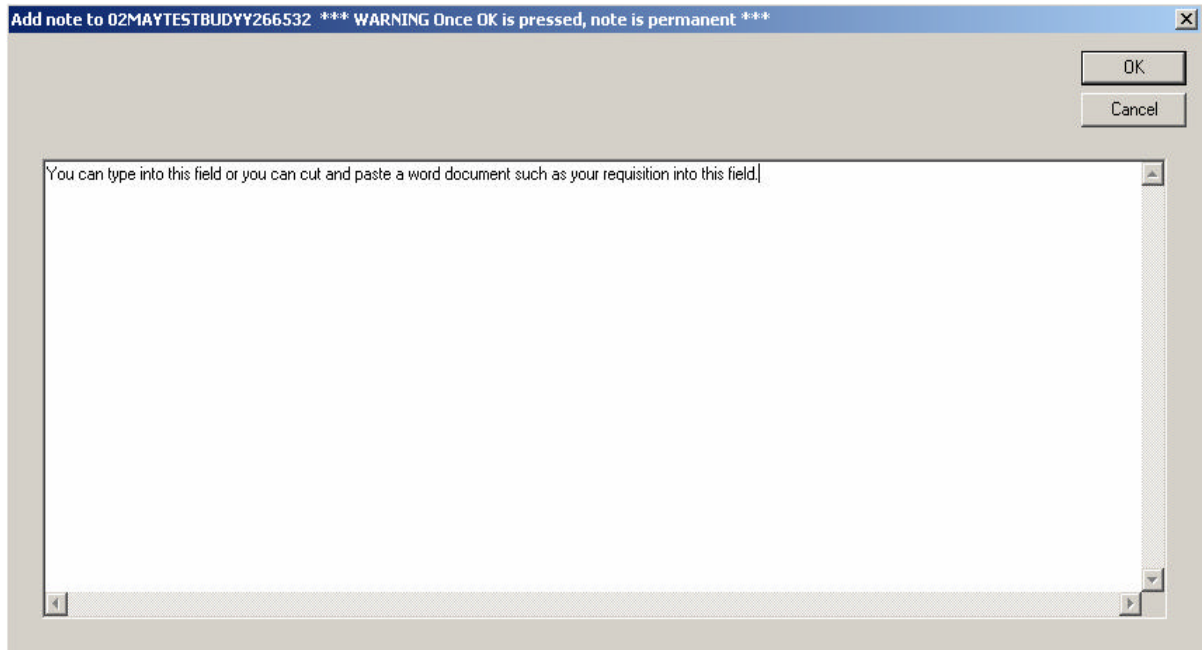 Add note to 02MAYTESTBUDYY266532 *** WARNING Once OK is pressed, note is permanent ***
OK
Cancel
You can type into this field or you can cut and paste a word document such as your requisition into this field.